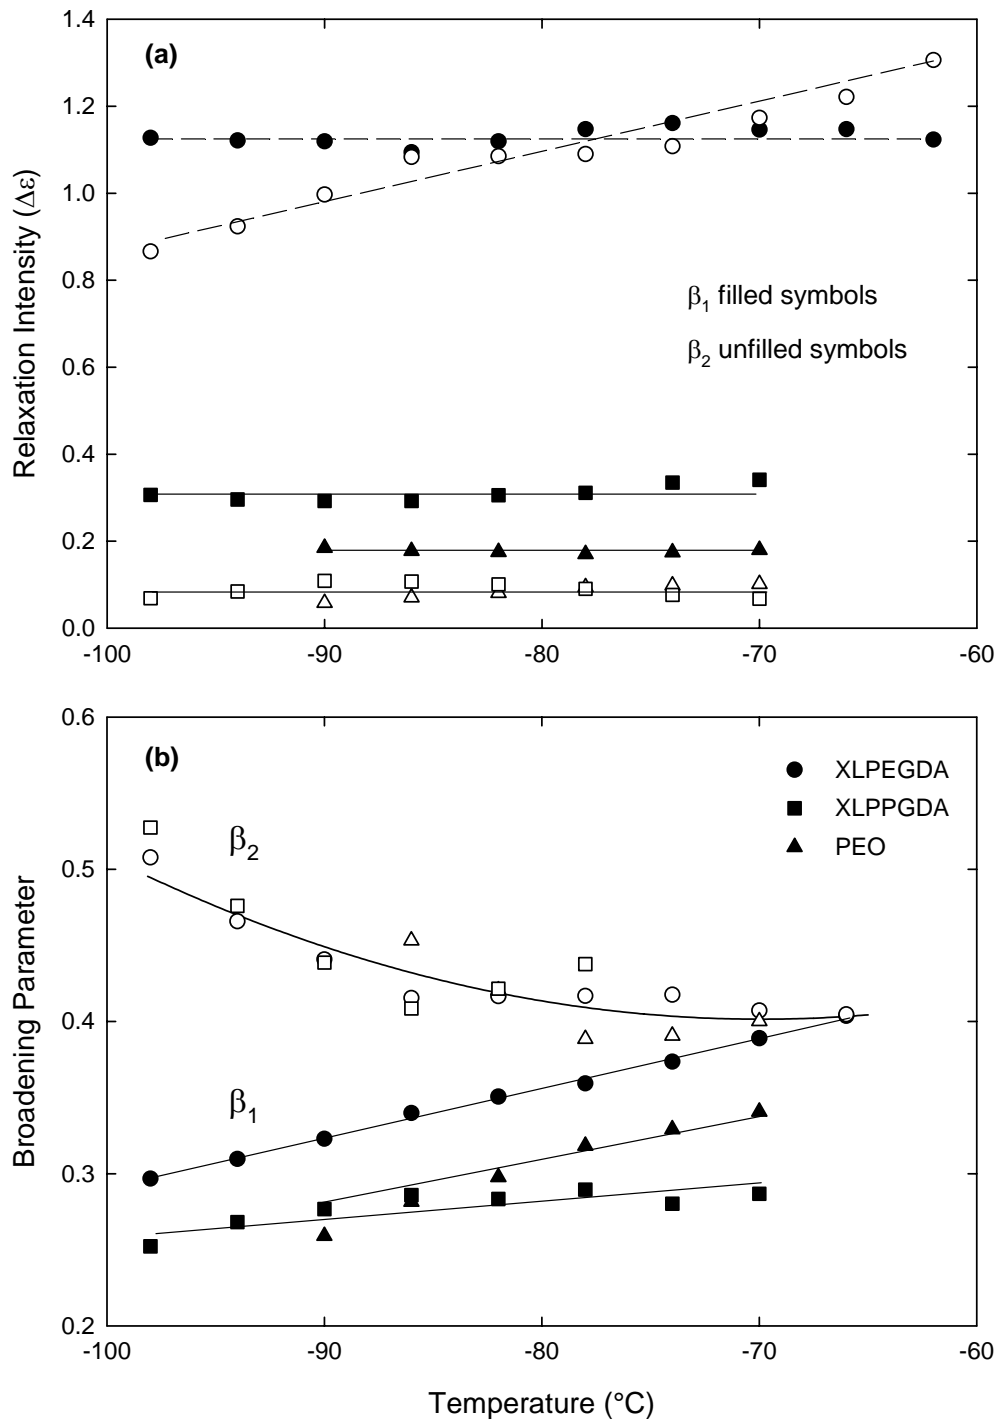 (a)
1.4
1.2
1.0
0.8
0.6
0.4
0.2
0.0
Relaxation Intensity (Δε)
β1 filled symbols
β2 unfilled symbols
-100
-90
-80
-70
-60
(b)
0.6
0.5
0.4
0.3
0.2
Broadening Parameter
XLPEGDA
XLPPGDA
PEO
β2
β1
-100
-90
-80
-70
-60
Temperature (°C)